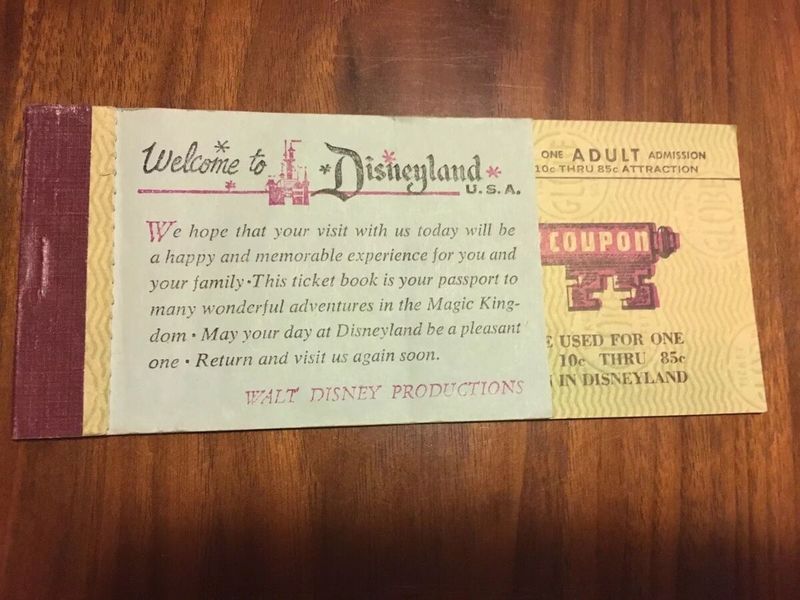 Welcome to Disneyland
U.S.A.
We hope that your visit with us today will be
a happy and memorable experience for you and
your family • This ticket book is your passport to
many wonderful adventures in the Magic King-
dom • May your day at Disneyland be a pleasant
one • Return and visit us again soon.
WALT DISNEY PRODUCTIONS
ONE ADULT ADMISSION
10c THRU 85c ATTRACTION
COUPON
E USED FOR ONE
10c THRU 85c
IN DISNEYLAND